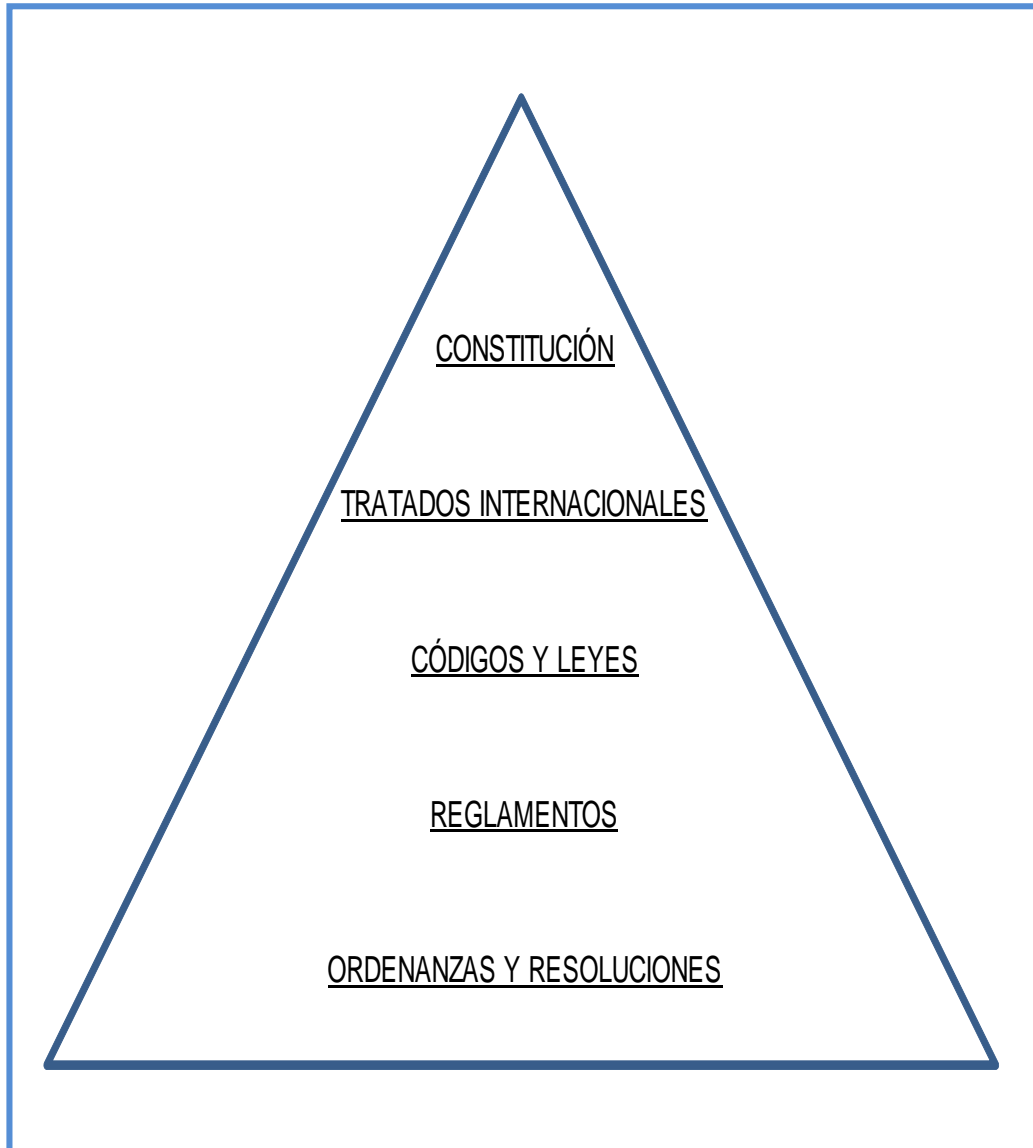 CONSTITUCIÓN
TRATADOS INTERNACIONALES
CÓDIGOS Y LEYES
REGLAMENTOS
ORDENANZAS Y RESOLUCIONES